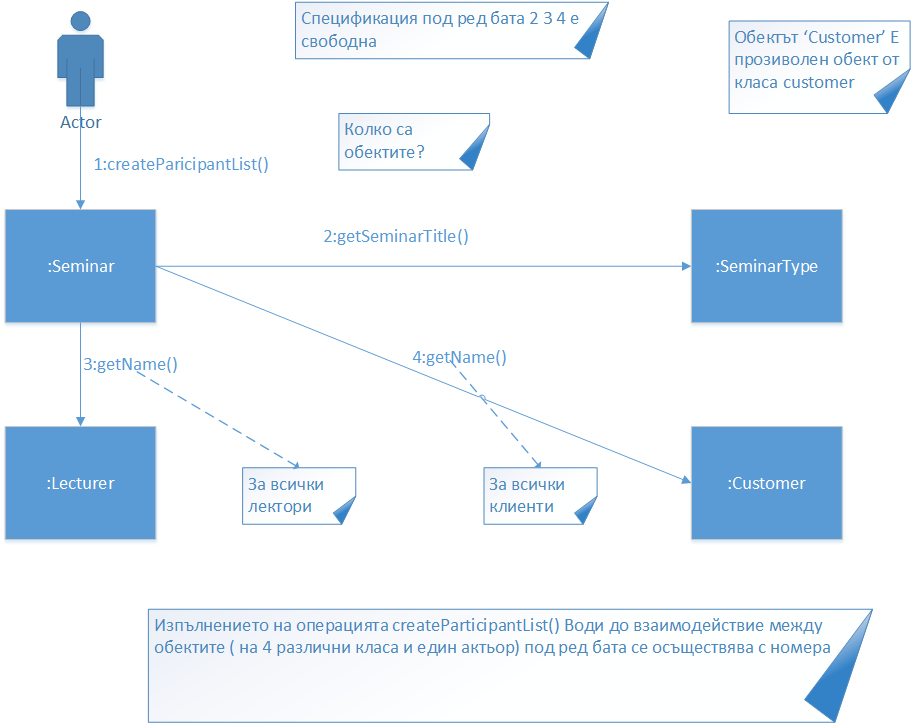 Спецификация под ред бата 2 3 4 е
свободна
Обектът ‘Customer’ Е
прозиволен обект от
класа customer
Actor
Колко са
обектите?
1:createParicipantList()
2:getSeminarTitle()
:Seminar
:SeminarType
3:getName()
4:getName()
:Lecturer
За всички
лектори
За всички
клиенти
:Customer
Изпълнението на операцията createParticipantList() Води до взаимодействие между
обектите ( на 4 различни класа и един актьор) под ред бата се осъществява с номера